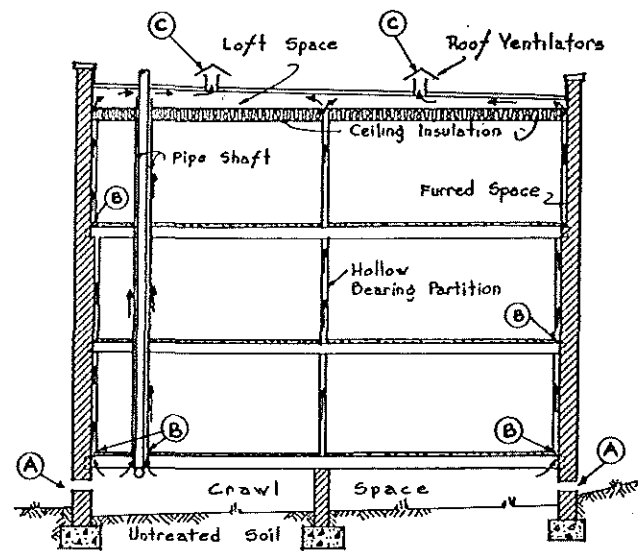 C
C
Loft Space
Roof Ventilators
Ceiling Insulation
Pipe Shaft
Furred Space
B
Hollow
Bearing Partition
B
B
B
A
A
Crawl Space
Untreated Soil